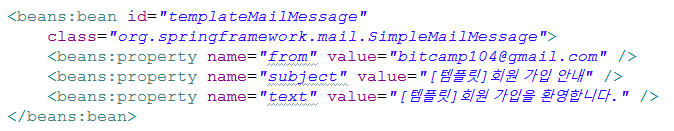 <beans:bean id="templateMailMessage"
class="org.springframework.mail.SimpleMailMessage">
<beans:property name="from" value="bitcamp104@gmail.com" />
<beans:property name="subject" value="[템플릿]회원 가입 안내" />
<beans:property name="text" value="[템플릿]회원 가입을 환영합니다." />
</beans:bean>